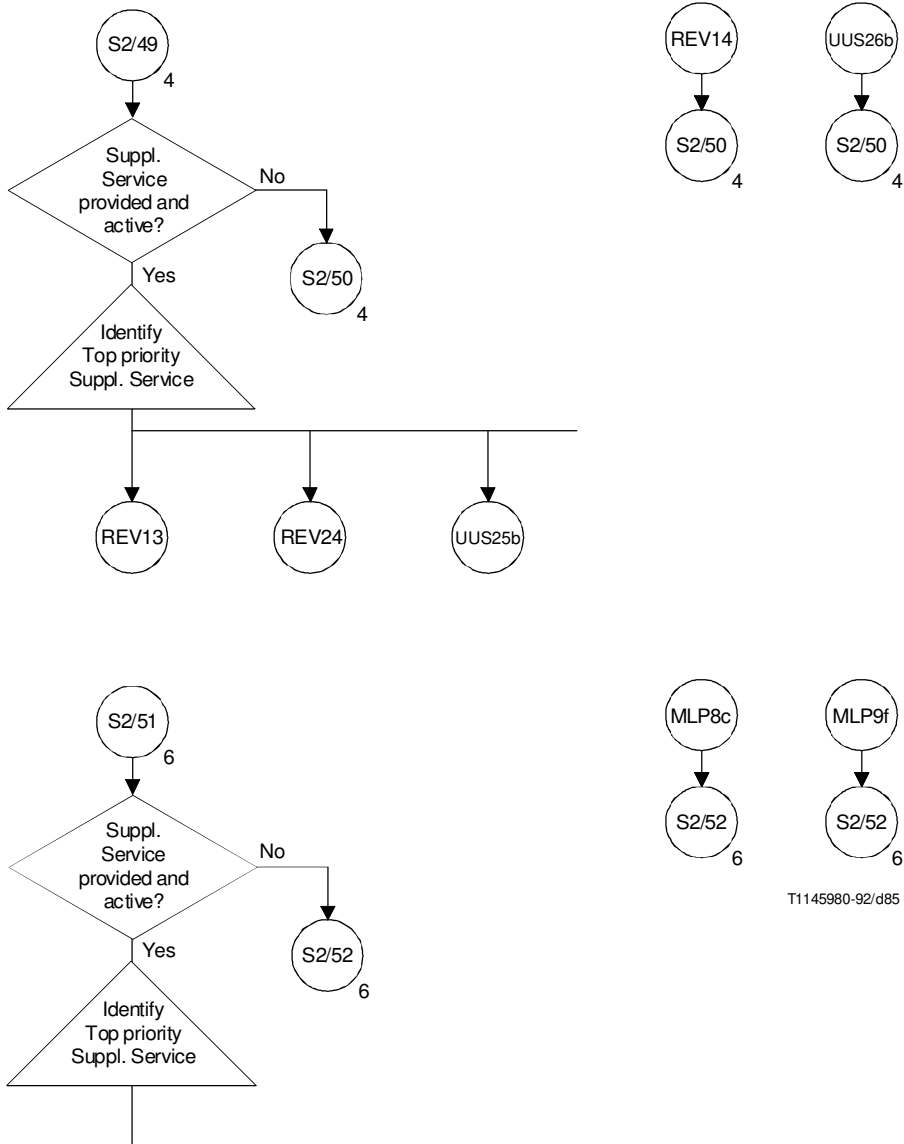 S2/49
4
Suppl.
Service
provided and
active?
No
S2/50
4
Yes
Identify
Top priority
Suppl. Service
REV13
REV24
UUS25b
REV14
S2/50
4
UUS26b
S2/50
4
S2/51
6
Suppl.
Service
provided and
active?
No
S2/52
6
Yes
Identify
Top priority
Suppl. Service
MLP8c
S2/52
6
MLP9f
S2/52
6
T1145980-92/d85